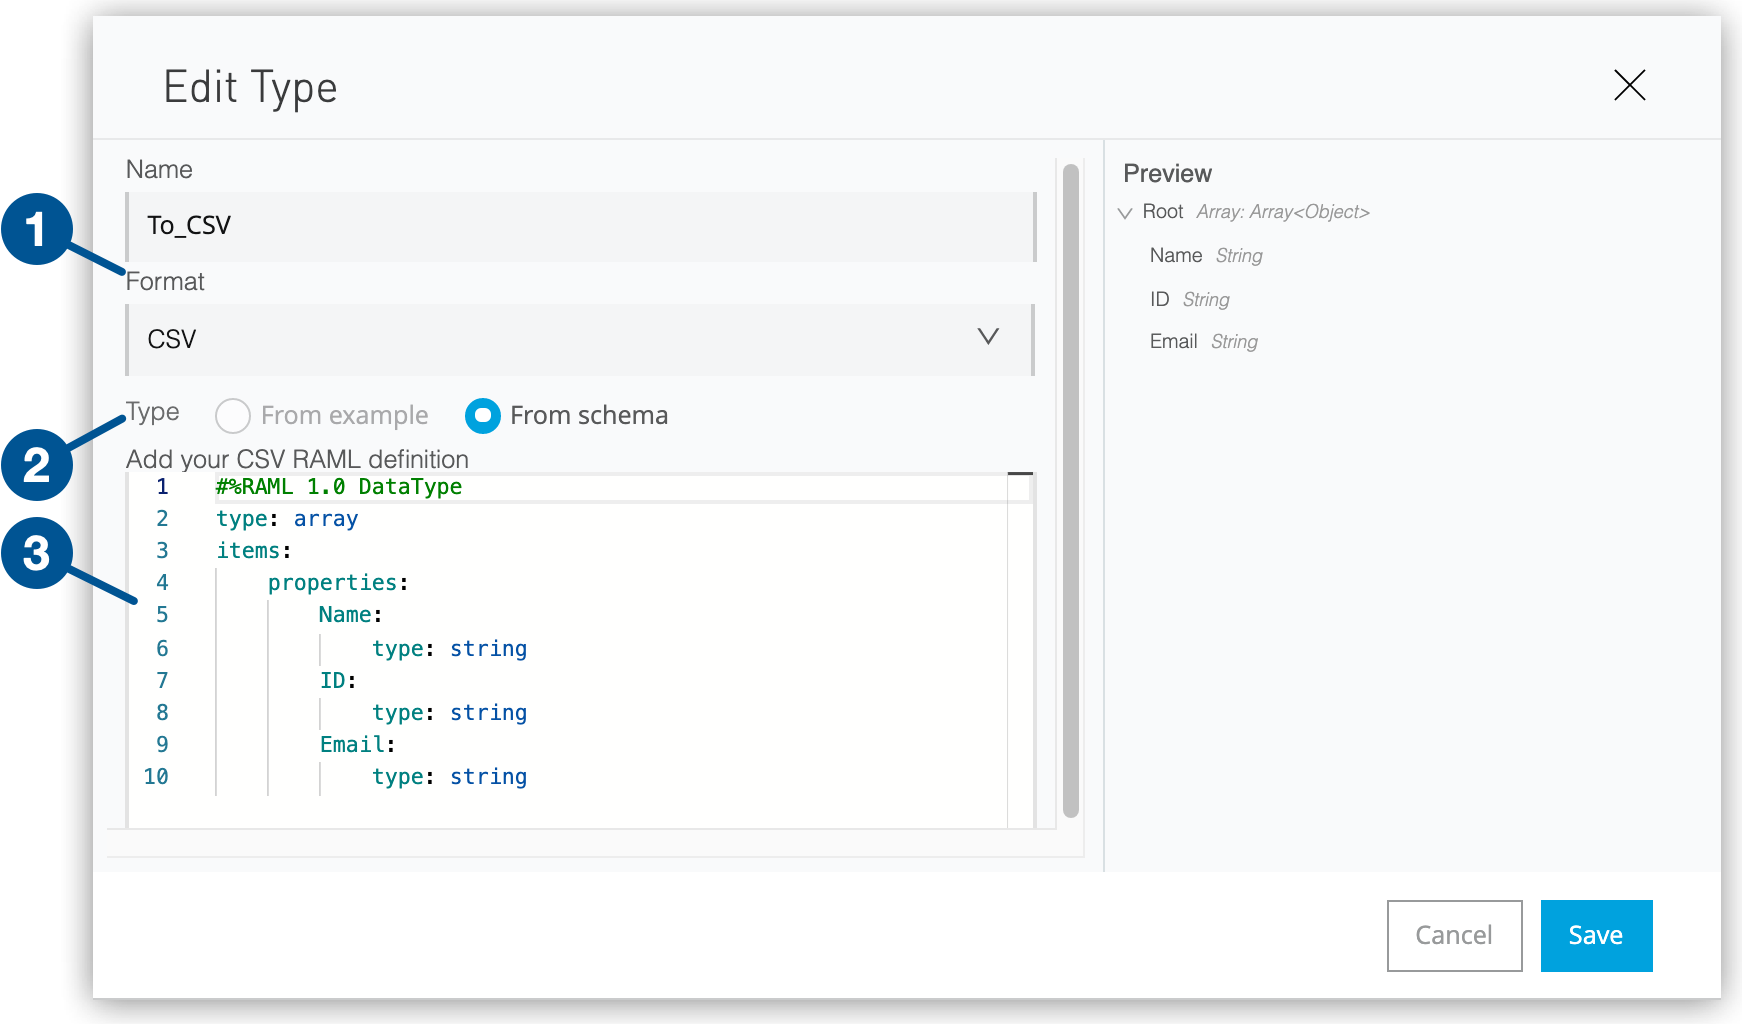 Edit Type
Name
To_CSV
1
Format
CSV
Type From example From schema
2
Add your CSV RAML definition
1 #%RAML 1.0 DataType
2 type: array
3 items:
3
4 properties:
5 Name:
6 type: string
7 ID:
8 type: string
9 Email:
10 type: string
Preview
Root Array: Array<Object>
Name String
ID String
Email String
Cancel Save